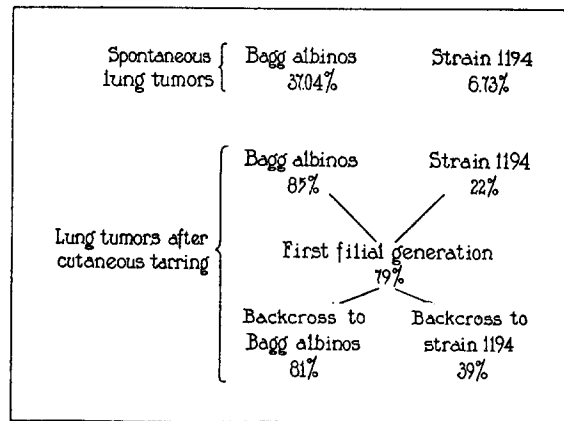 Spontaneous
lung tumors
Bagg albinos
37.04%
Strain 1194
6.73%
Lung tumors after
cutaneous tarring
Bagg albinos
85%
Strain 1194
22%
First filial generation
79%
Backcross to
Bagg albinos
81%
Backcross to
strain 1194
39%